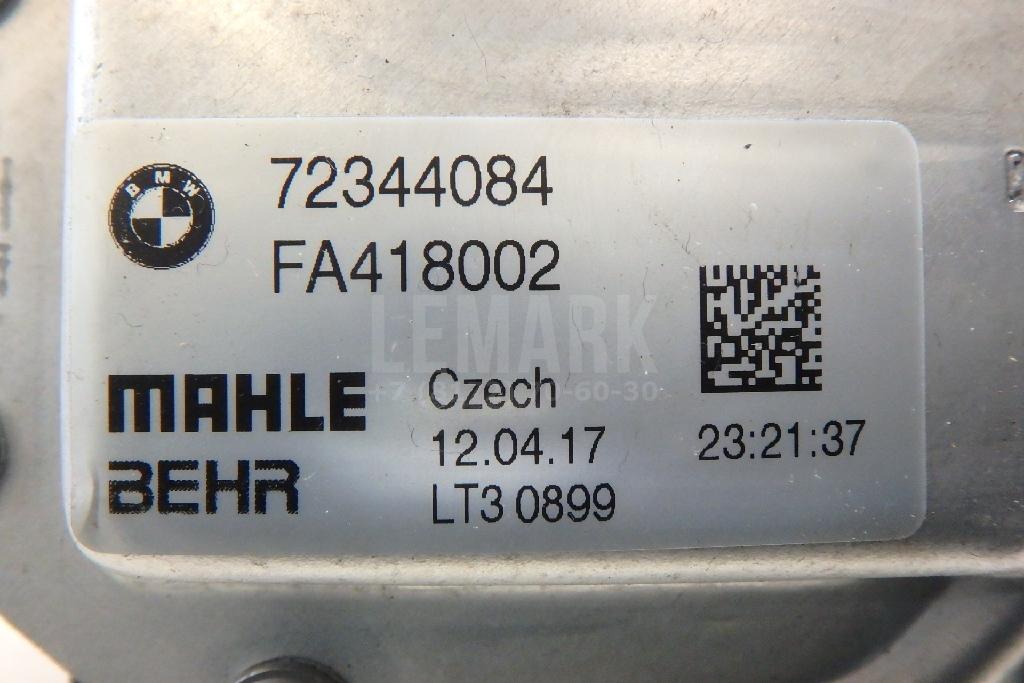 BMW
72344084
FA418002
LEMARK
MAHLE
BEHR
Czech
12.04.17
23:21:37
LT3 0899